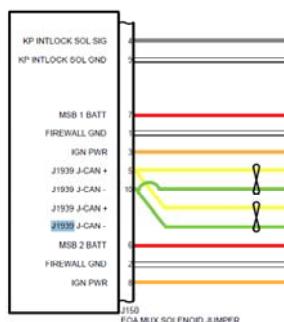 KP INTLOCK SOL SIG 4
KP INTLOCK SOL GND 9
MSB 1 BATT 7
FIREWALL GND 1
IGN PWR 3
J1939 J-CAN + 5
J1939 J-CAN - 10
J1939 J-CAN +
J1939 J-CAN -
MSB 2 BATT 6
FIREWALL GND 2
IGN PWR 8
J150
EOA MUX SOLENOID JUMPER